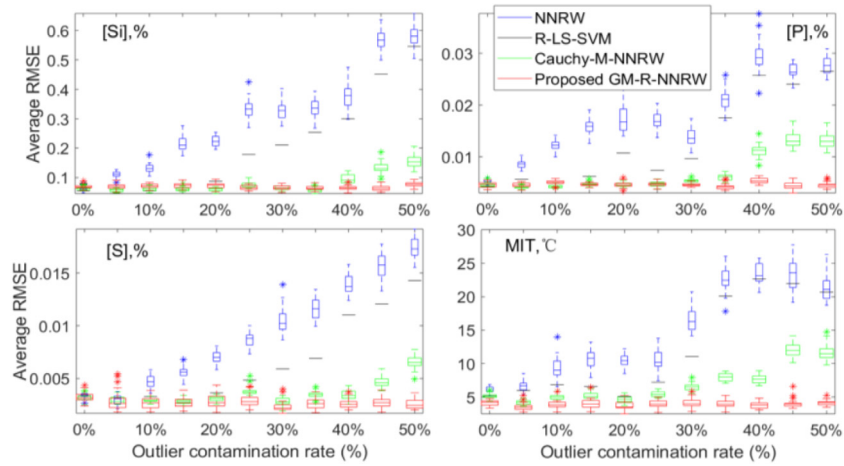 [Si],%
0.6
0.5
0.4
0.3
0.2
0.1
Average RMSE
0% 10% 20% 30% 40% 50%
[P],%
NNRW
R-LS-SVM
Cauchy-M-NNRW
Proposed GM-R-NNRW
0.03
0.02
0.01
0% 10% 20% 30% 40% 50%
[S],%
0.015
0.01
0.005
Average RMSE
0% 10% 20% 30% 40% 50%
Outlier contamination rate (%)
MIT,℃
30
25
20
15
10
5
0% 10% 20% 30% 40% 50%
Outlier contamination rate (%)